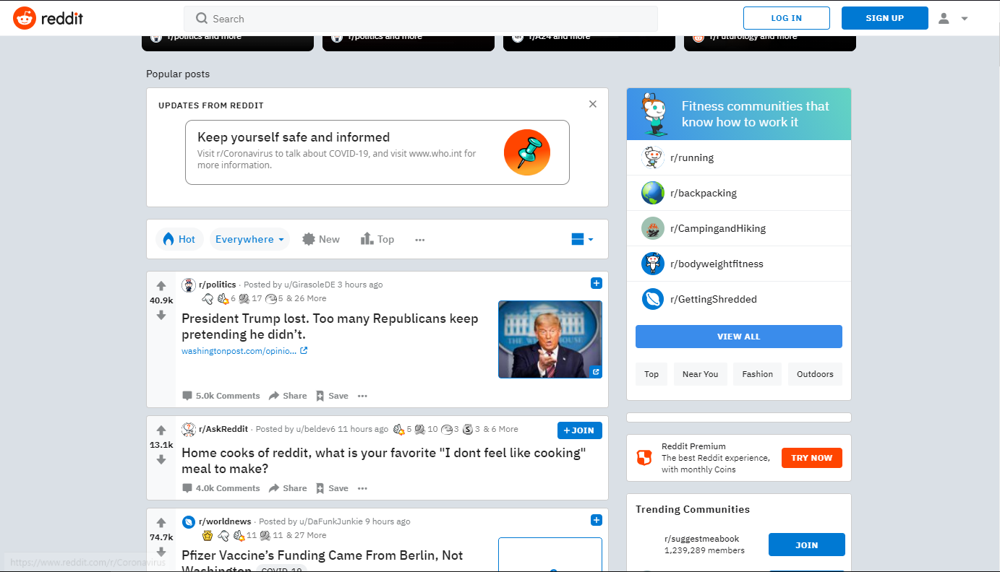 reddit
Search
LOG IN
SIGN UP
r/politics and more
r/politics and more
r/A24 and more
r/Futurology and more
Popular posts
UPDATES FROM REDDIT
Keep yourself safe and informed
Visit r/Coronavirus to talk about COVID-19, and visit www.who.int for
more information.
Hot
Everywhere
New
Top
r/politics · Posted by u/GirasoleDE 3 hours ago
6 17 5 & 26 More
40.9k
President Trump lost. Too many Republicans keep
pretending he didn’t.
washingtonpost.com/opinio...
THE WHITE HOUSE
5.0k Comments Share Save
r/AskReddit · Posted by u/beldev6 11 hours ago 5 10 3 3 & 6 More
+ JOIN
13.1k
Home cooks of reddit, what is your favorite "I dont feel like cooking"
meal to make?
4.0k Comments Share Save
r/worldnews · Posted by u/DaFunkJunkie 9 hours ago
11 11 & 27 More
74.7k
Pfizer Vaccine’s Funding Came From Berlin, Not
Washington COVID-19
https://www.reddit.com/r/Coronavirus
Fitness communities that
know how to work it
r/running
r/backpacking
r/CampingandHiking
r/bodyweightfitness
r/GettingShredded
VIEW ALL
Top
Near You
Fashion
Outdoors
Reddit Premium
The best Reddit experience,
with monthly Coins
TRY NOW
Trending Communities
r/suggestmeabook
1,239,289 members
JOIN